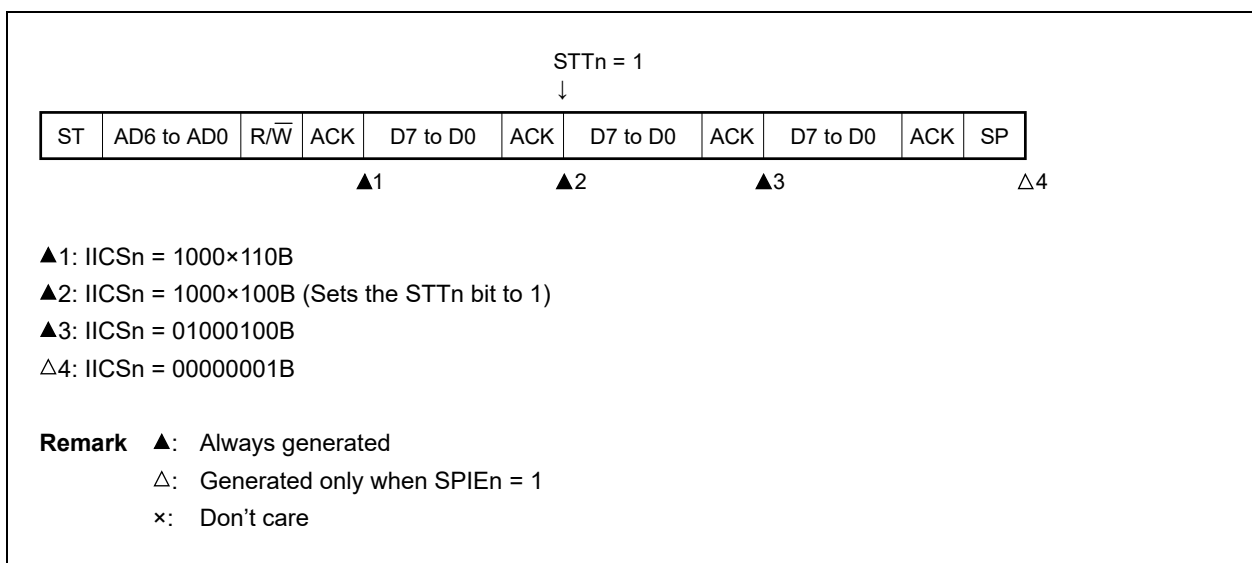 STTn = 1
↓
ST AD6 to AD0 R/W̅ ACK D7 to D0 ACK D7 to D0 ACK D7 to D0 ACK SP
▲1 ▲2 ▲3 △4
▲1: IICSn = 1000×110B
▲2: IICSn = 1000×100B (Sets the STTn bit to 1)
▲3: IICSn = 01000100B
△4: IICSn = 00000001B
Remark ▲: Always generated
△: Generated only when SPIEn = 1
×: Don’t care